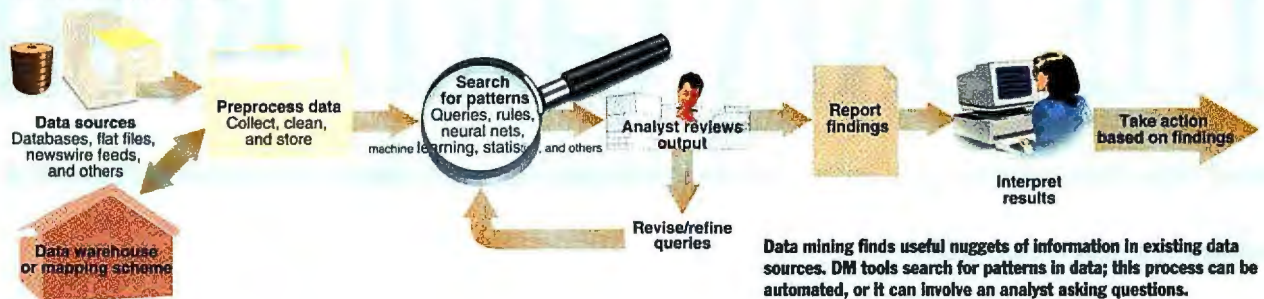 Data sources
Databases, flat files,
newswire feeds,
and others
Data warehouse
or mapping scheme
Preprocess data
Collect, clean,
and store
Search
for patterns
Queries, rules,
neural nets,
machine learning, statistics, and others
Analyst reviews
output
Revise/refine
queries
Report
findings
Interpret
results
Take action
based on findings
Data mining finds useful nuggets of information in existing data
sources. DM tools search for patterns in data; this process can be
automated, or it can involve an analyst asking questions.